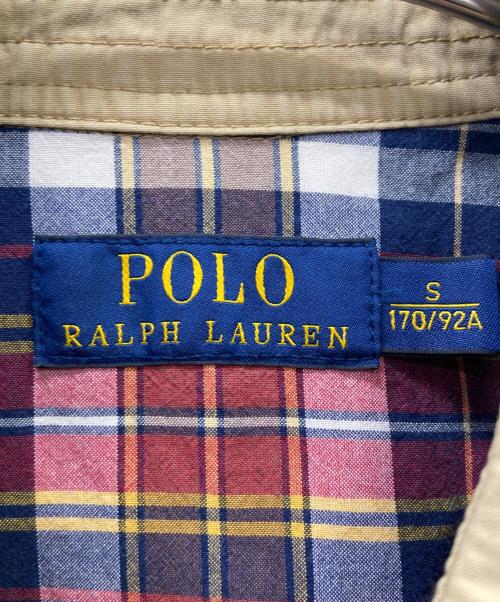 POLO
RALPH LAUREN
S
170/92A